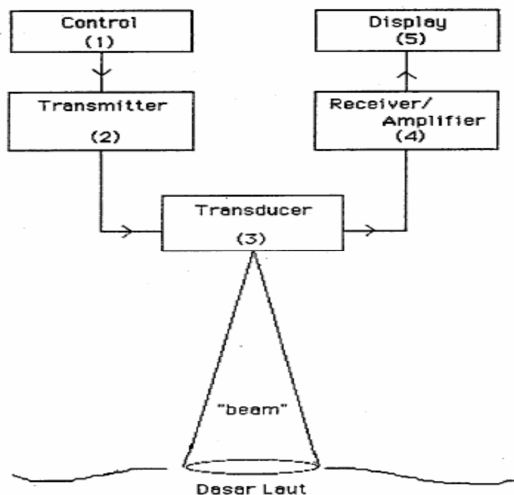 Control
(1)
Display
(5)
Transmitter
(2)
Receiver/
Amplifier
(4)
Transducer
(3)
"beam"
Dasar Laut